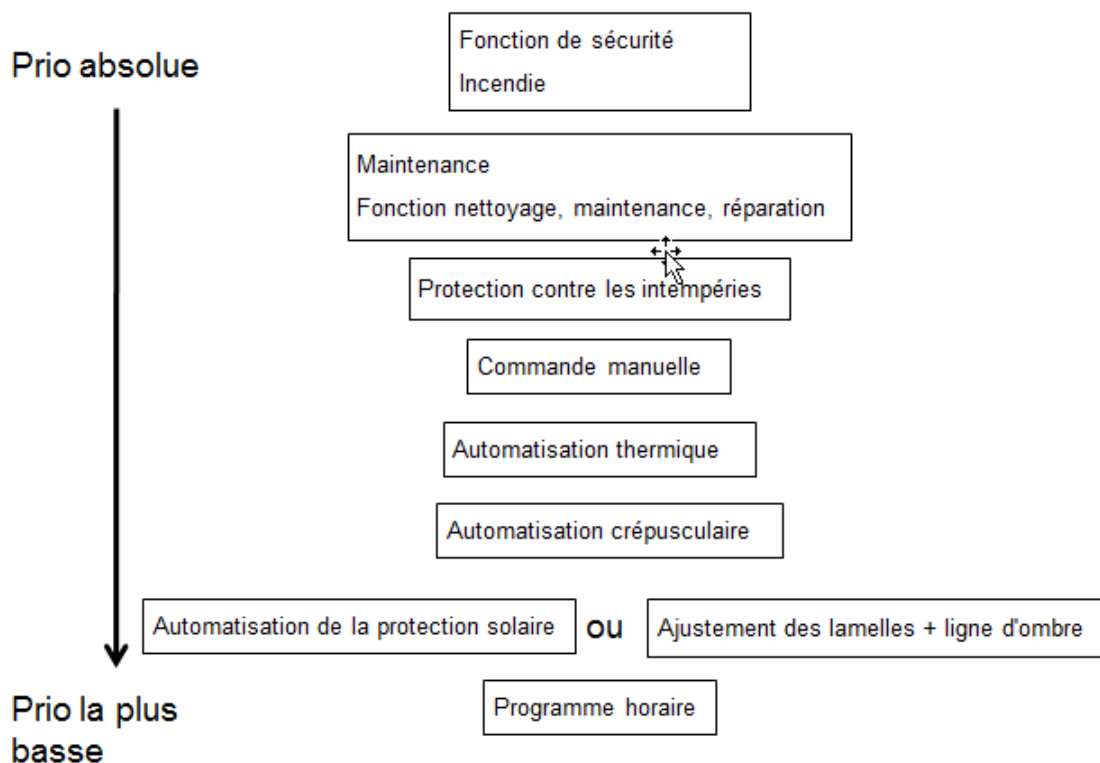 Fonction de sécurité
Incendie
Prio absolue
Maintenance
Fonction nettoyage, maintenance, réparation
Protection contre les intempéries
Commande manuelle
Automatisation thermique
Automatisation crépusculaire
Automatisation de la protection solaire ou Ajustement des lamelles + ligne d'ombre
Prio la plus
basse
Programme horaire